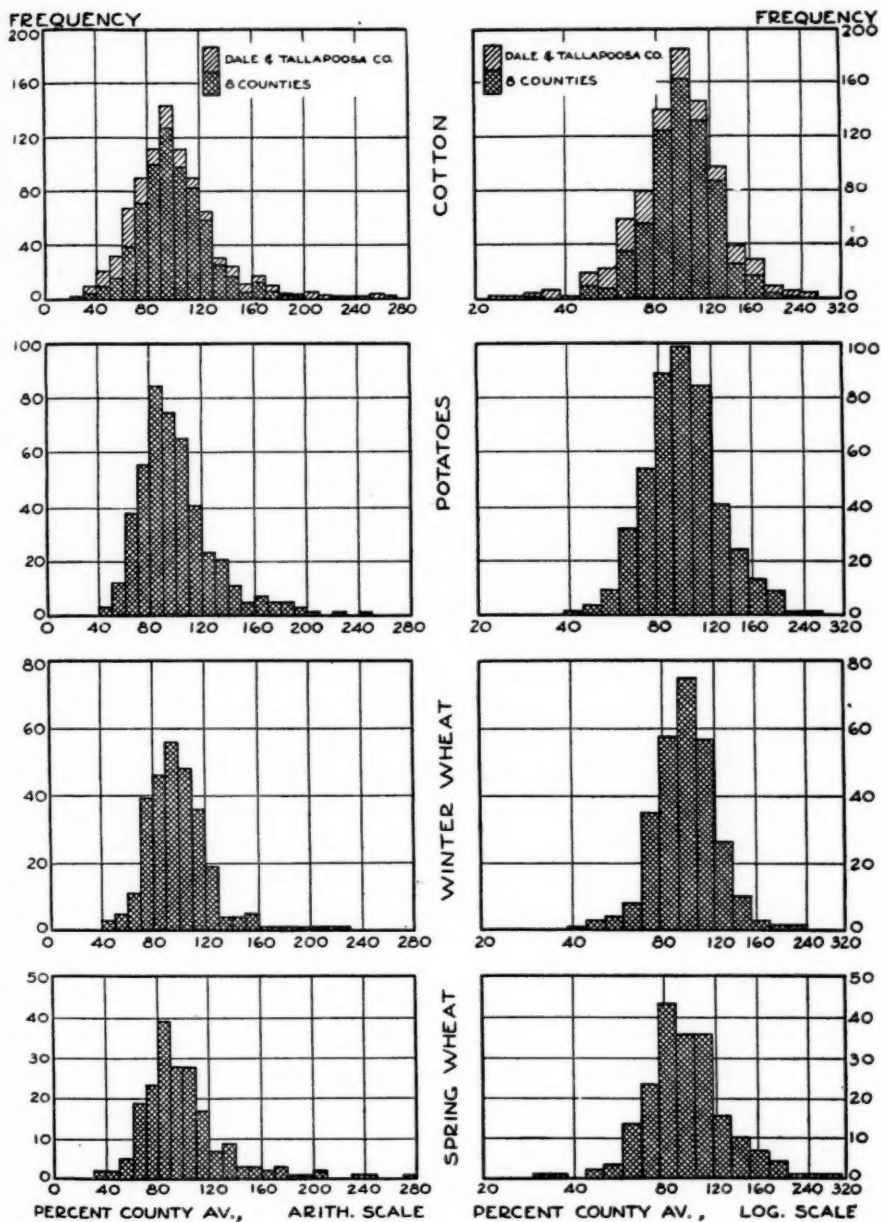 FREQUENCY
FREQUENCY
200
160
120
80
40
0
DALE & TALLAPOOSA CO.
8 COUNTIES
0 40 80 120 160 200 240 280
COTTON
DALE & TALLAPOOSA CO.
8 COUNTIES
200
160
120
80
40
0
20 40 80 120 160 240 320
100
80
60
40
20
0
0 40 80 120 160 200 240 280
POTATOES
100
80
60
40
20
0
20 40 80 120 160 240 320
80
60
40
20
0
0 40 80 120 160 200 240 280
WINTER WHEAT
80
60
40
20
0
20 40 80 120 160 240 320
50
40
30
20
10
0
0 40 80 120 160 200 240 280
SPRING WHEAT
50
40
30
20
10
0
20 40 80 120 160 240 320
PERCENT COUNTY AV., ARITH. SCALE
PERCENT COUNTY AV., LOG. SCALE